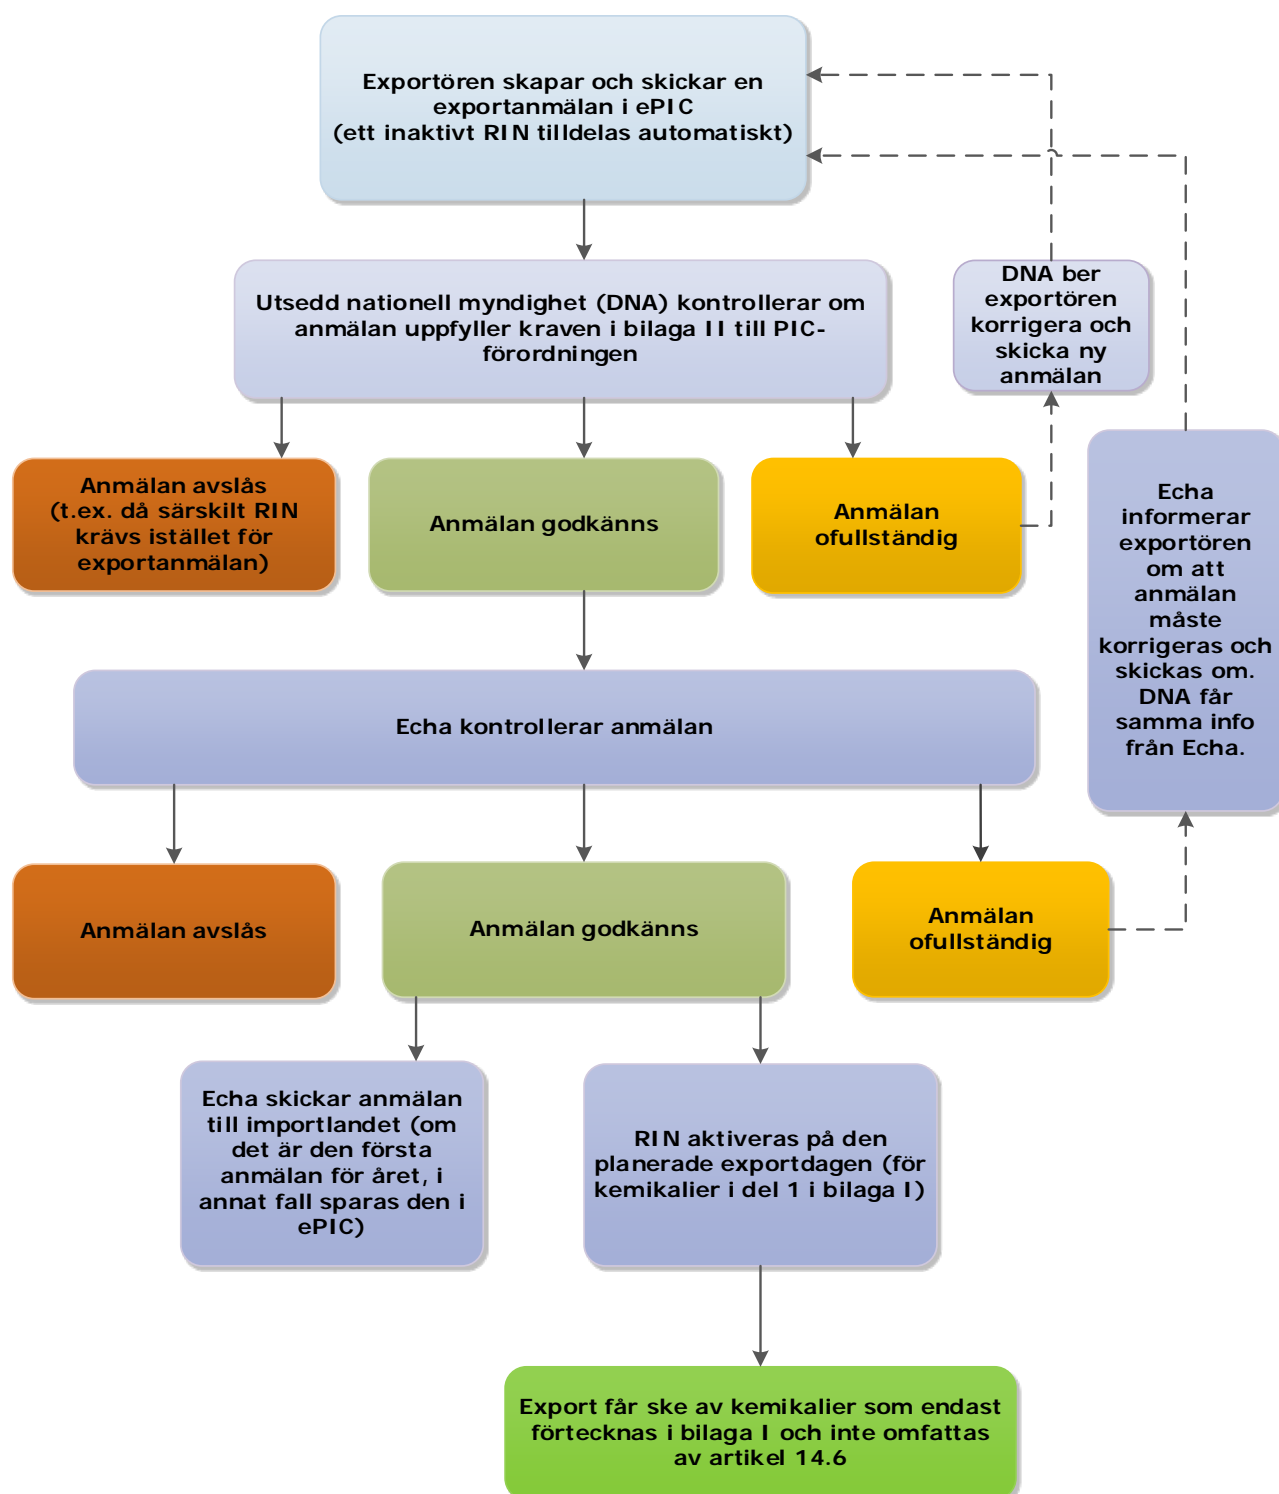 Exportören skapar och skickar en
exportanmälan i ePIC
(ett inaktivt RIN tilldelas automatiskt)
Utsedd nationell myndighet (DNA) kontrollerar om
anmälan uppfyller kraven i bilaga II till PIC-
förordningen
DNA ber
exportören
korrigera och
skicka ny
anmälan
Anmälan avslås
(t.ex. då särskilt RIN
krävs istället för
exportanmälan)
Anmälan godkänns
Anmälan
ofullständig
Echa
informerar
exportören
om att
anmälan
måste
korrigeras och
skickas om.
DNA får
samma info
från Echa.
Echa kontrollerar anmälan
Anmälan avslås
Anmälan godkänns
Anmälan
ofullständig
Echa skickar anmälan
till importlandet (om
det är den första
anmälan för året, i
annat fall sparas den i
ePIC)
RIN aktiveras på den
planerade exportdagen (för
kemikalier i del 1 i bilaga I)
Export får ske av kemikalier som endast
förtecknas i bilaga I och inte omfattas
av artikel 14.6